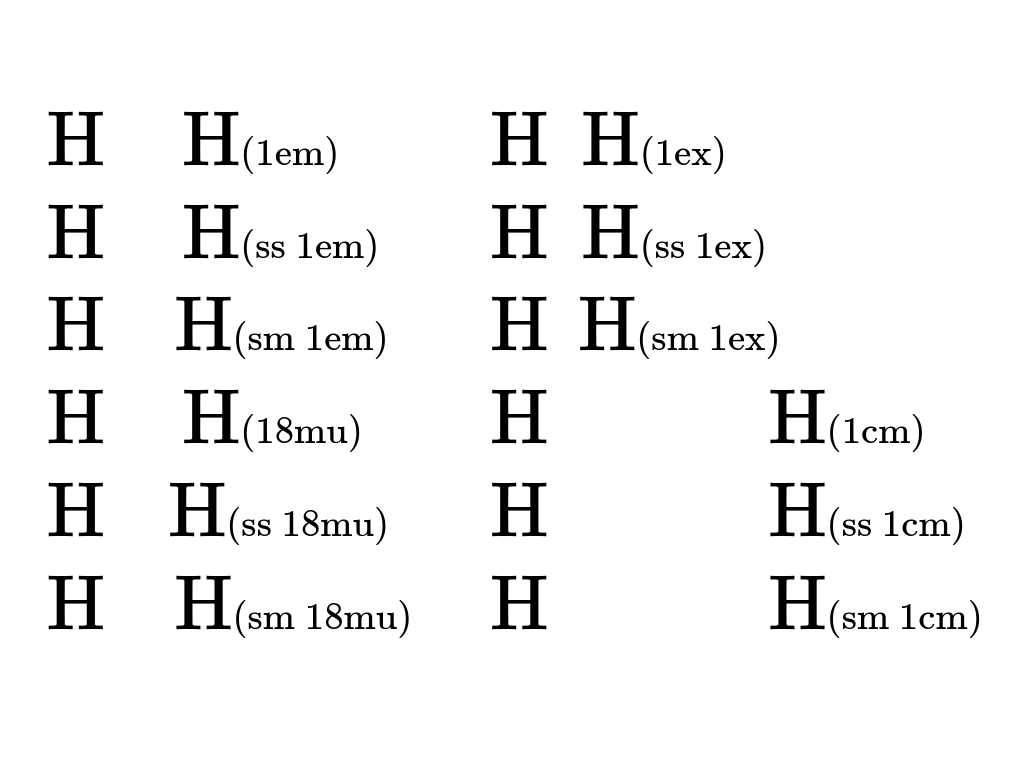 H H(1em) H H(1ex)
H H(ss 1em) H H(ss 1ex)
H H(sm 1em) H H(sm 1ex)
H H(18mu) H H(1cm)
H H(ss 18mu) H H(ss 1cm)
H H(sm 18mu) H H(sm 1cm)